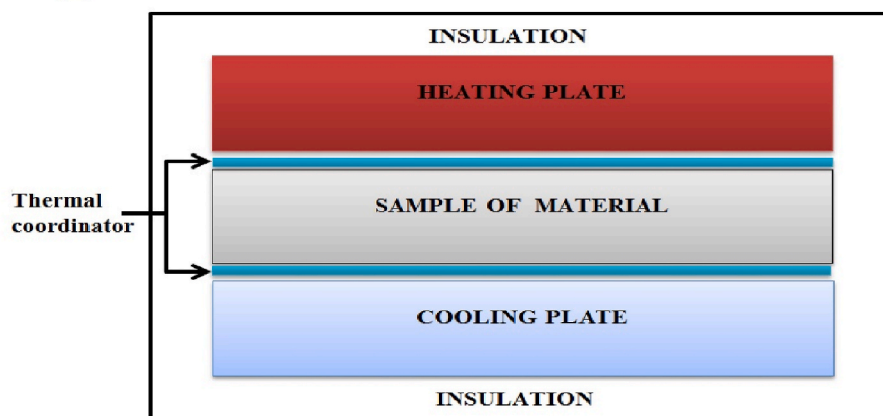 INSULATION
HEATING PLATE
Thermal
coordinator
SAMPLE OF MATERIAL
COOLING PLATE
INSULATION